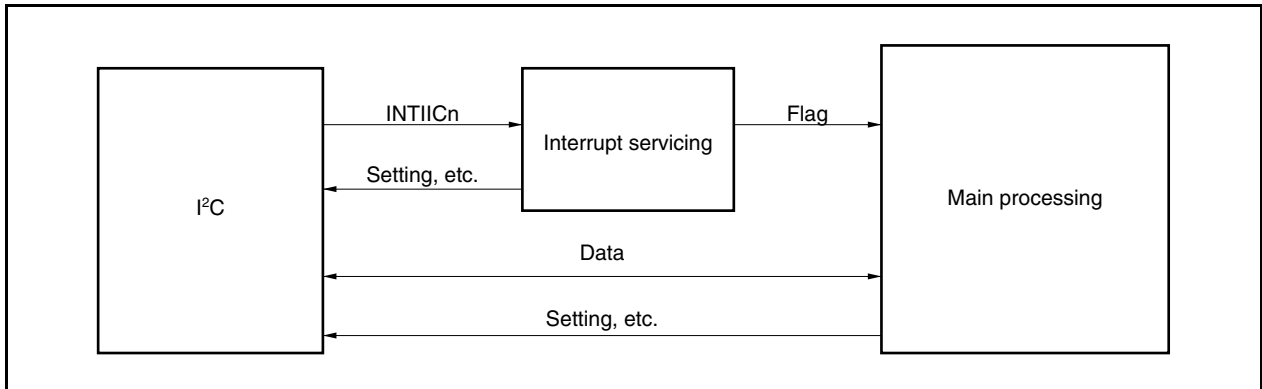 INTIICn
Flag
Interrupt servicing
Setting, etc.
I²C
Main processing
Data
Setting, etc.